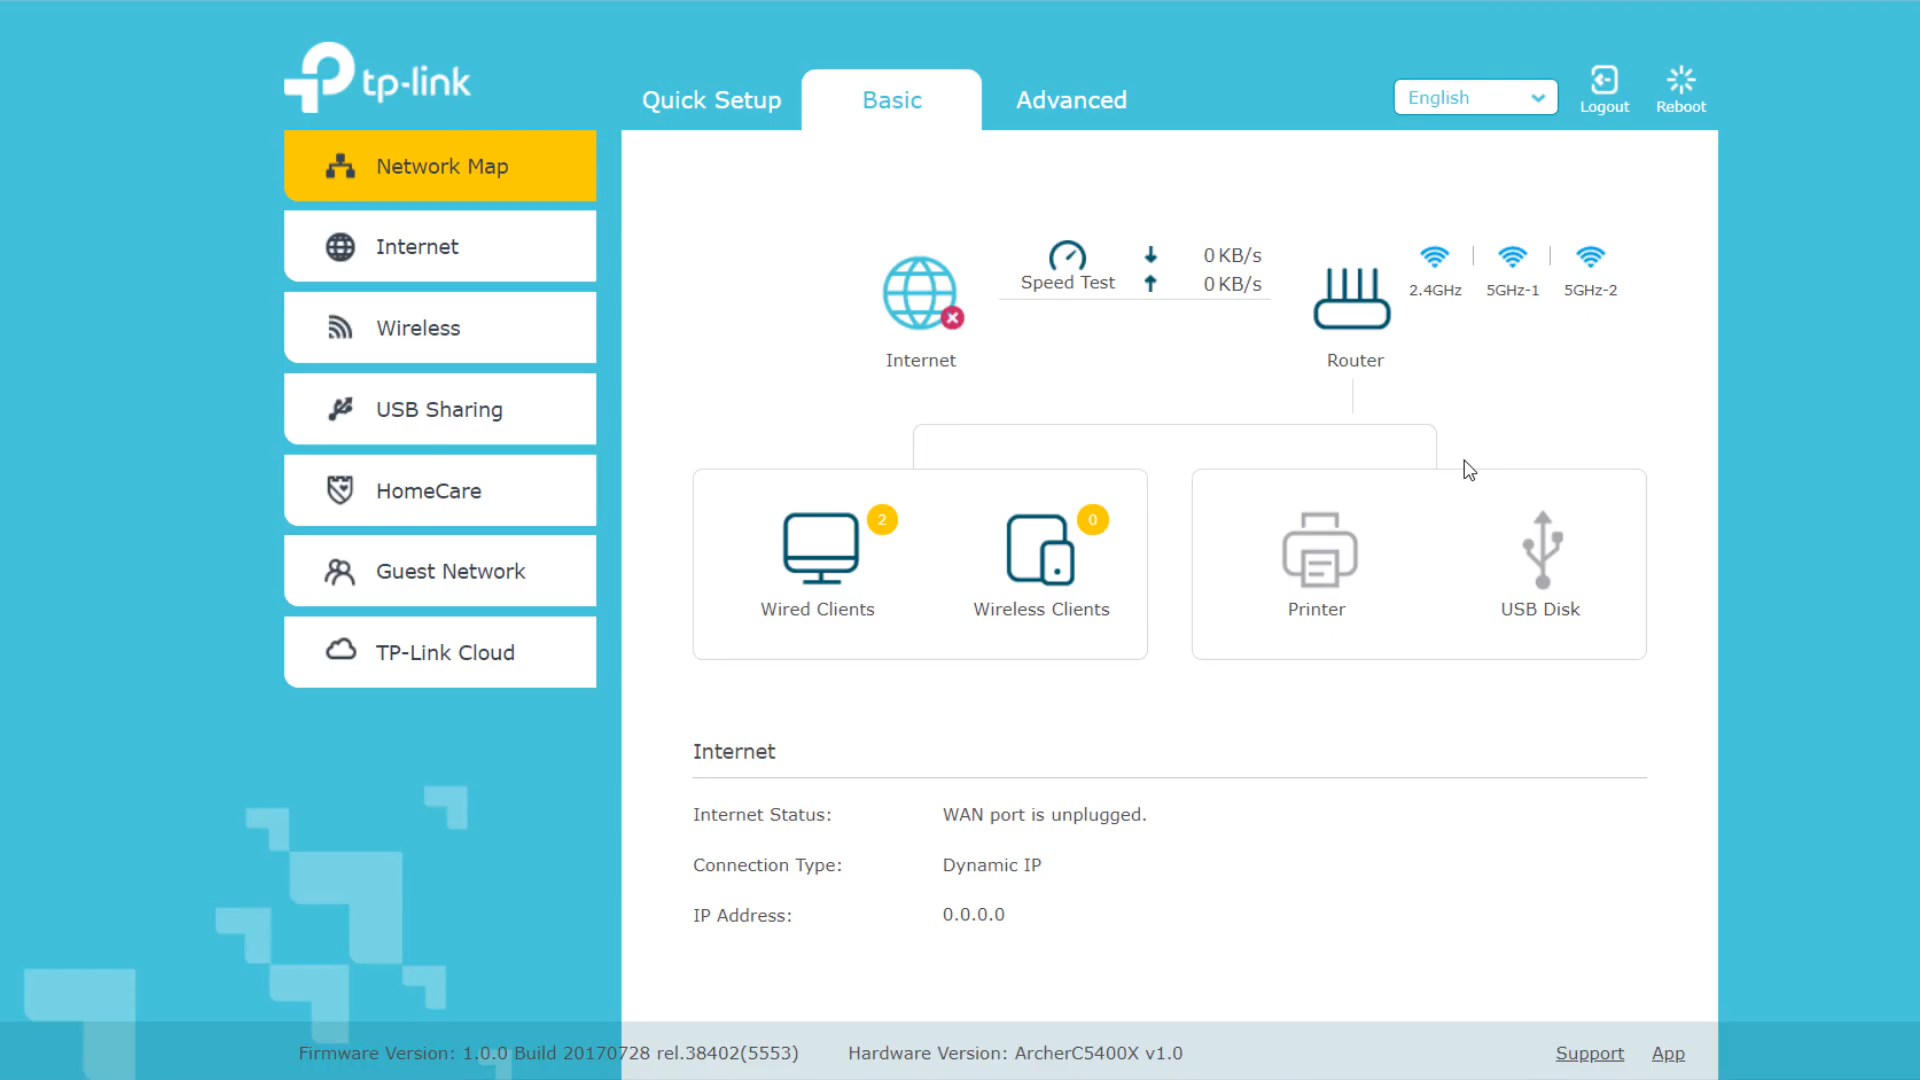 tp-link
Quick Setup
Basic
Advanced
English
Logout
Reboot
Network Map
Internet
Wireless
USB Sharing
HomeCare
Guest Network
TP-Link Cloud
Internet
Speed Test
0 KB/s
0 KB/s
Router
2.4GHz
5GHz-1
5GHz-2
2
Wired Clients
0
Wireless Clients
Printer
USB Disk
Internet
Internet Status: WAN port is unplugged.
Connection Type: Dynamic IP
IP Address: 0.0.0.0
Firmware Version: 1.0.0 Build 20170728 rel.38402(5553) Hardware Version: ArcherC5400X v1.0 Support App